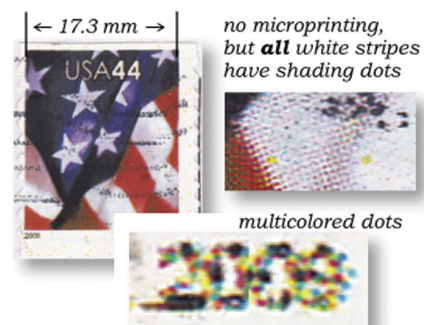 ← 17.3 mm →
no microprinting,
but all white stripes
have shading dots
USA44
2009
multicolored dots